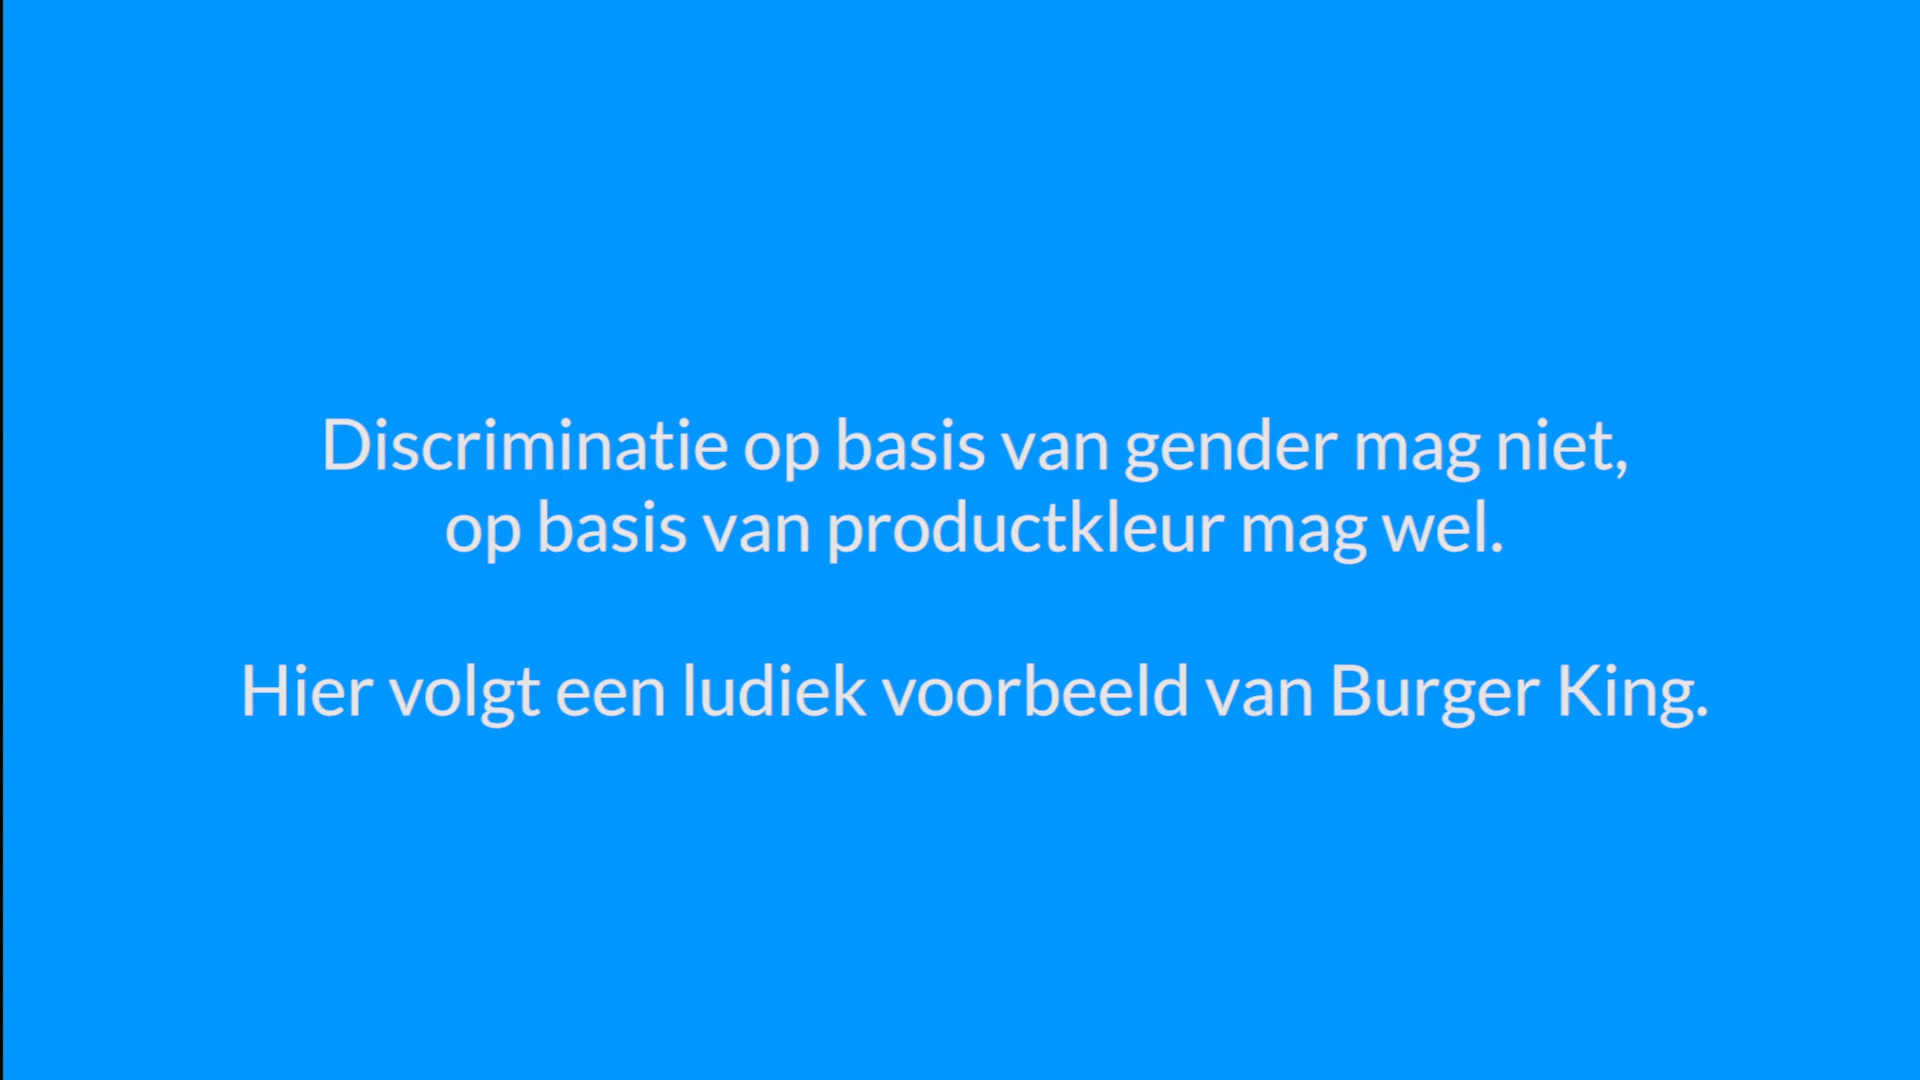 Discriminatie op basis van gender mag niet,
op basis van productkleur mag wel.
Hier volgt een ludiek voorbeeld van Burger King.